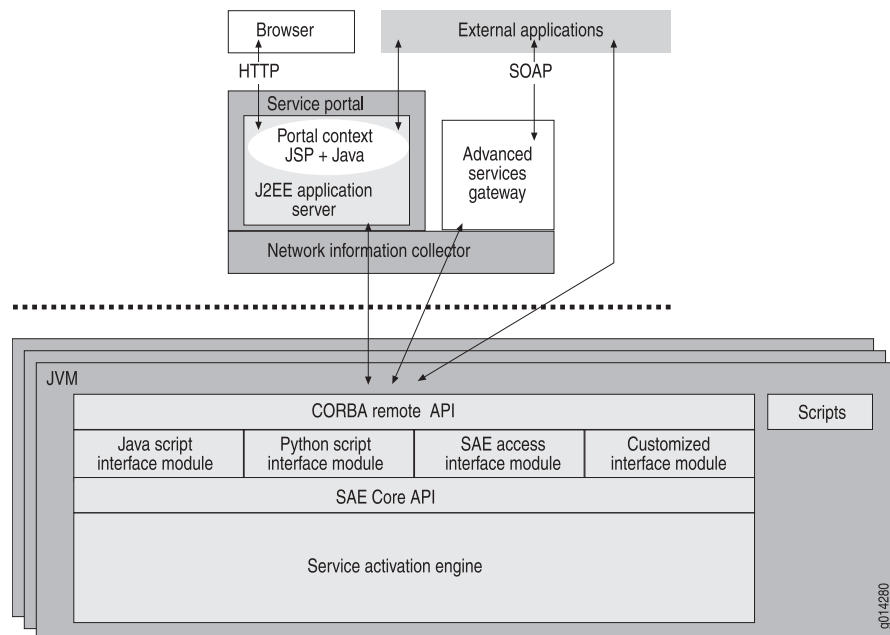 Browser
External applications
HTTP
SOAP
Service portal
Portal context
JSP + Java
J2EE application
server
Advanced
services
gateway
Network information collector
JVM
CORBA remote API
Scripts
Java script
interface module
Python script
interface module
SAE access
interface module
Customized
interface module
SAE Core API
Service activation engine
g014280